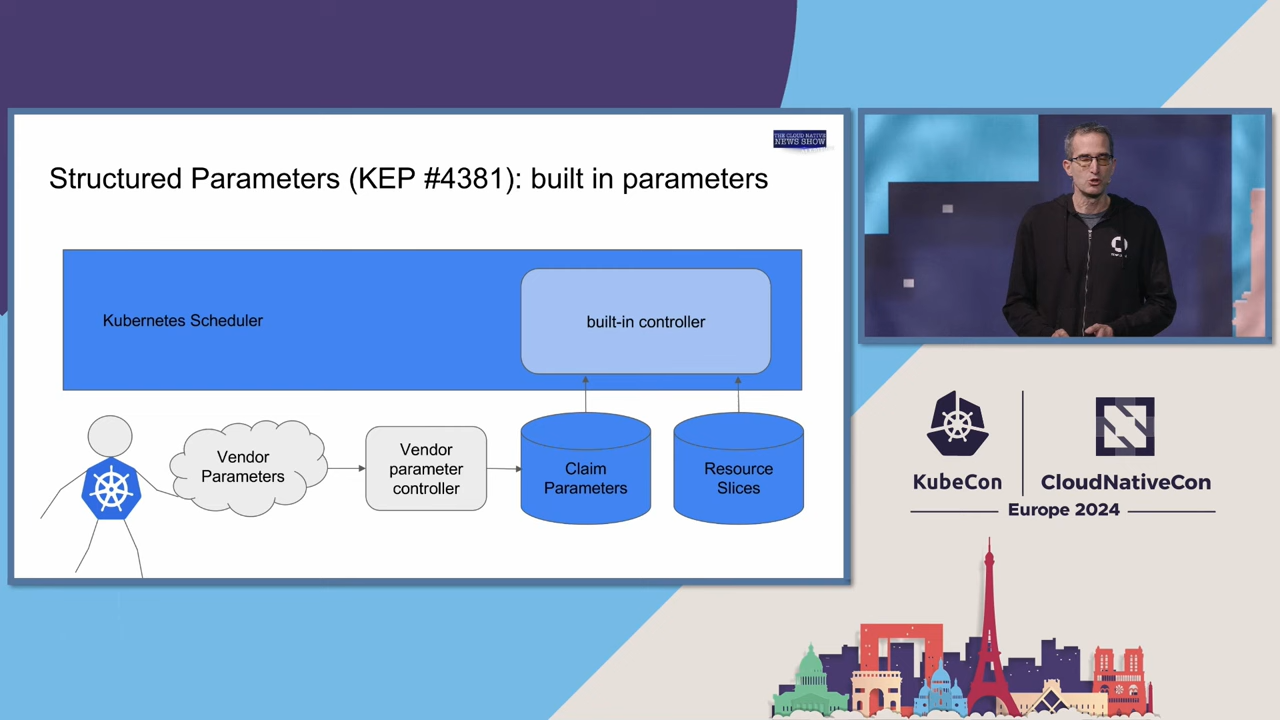 THE CLOUD NATIVE
NEWS SHOW
Structured Parameters (KEP #4381): built in parameters
Kubernetes Scheduler
built-in controller
Vendor
Parameters
Vendor
parameter
controller
Claim
Parameters
Resource
Slices
KubeCon
CloudNativeCon
Europe 2024